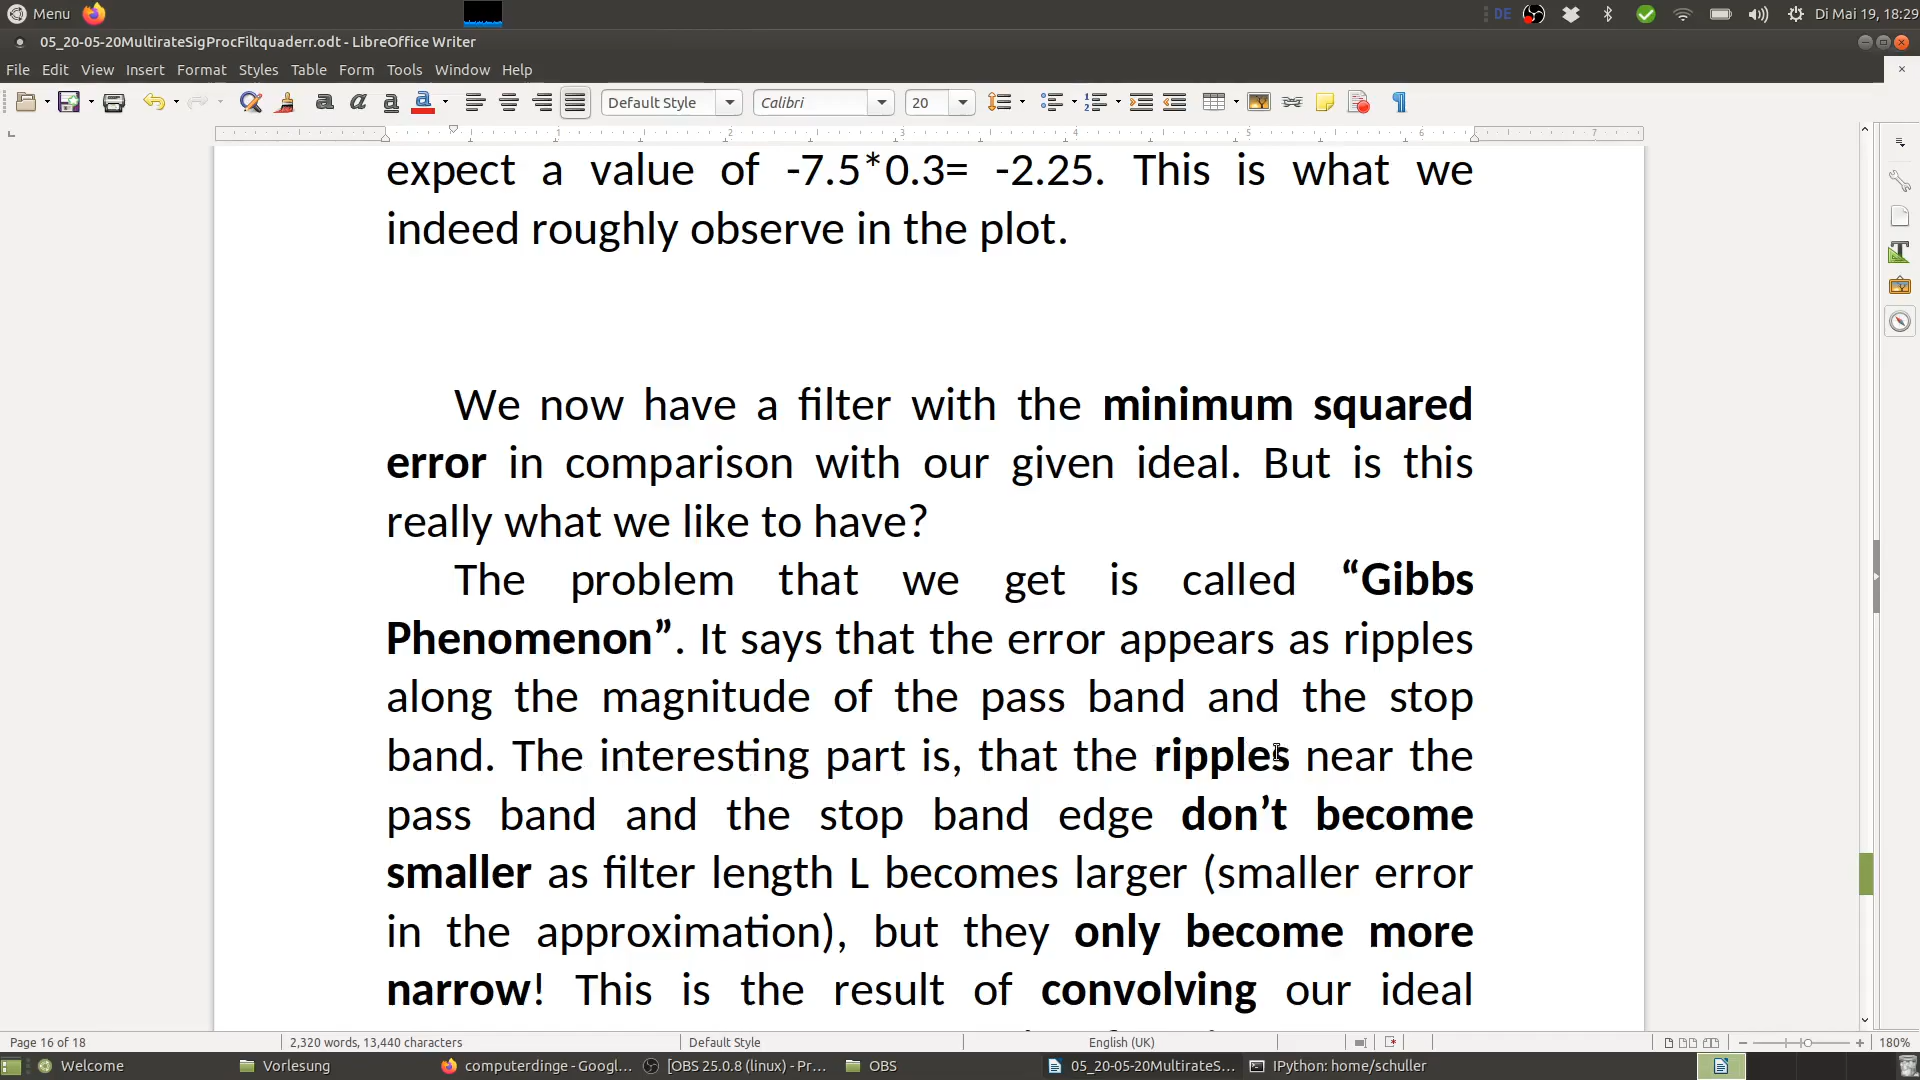 Menu
DE
Di Mai 19, 18:29
05_20-05-20MultirateSigProcFiltquaderr.odt - LibreOffice Writer
File Edit View Insert Format Styles Table Form Tools Window Help
Default Style
Calibri
20
1 2 3 4 5 6 7
expect a value of -7.5*0.3= -2.25. This is what we
indeed roughly observe in the plot.
We now have a filter with the minimum squared
error in comparison with our given ideal. But is this
really what we like to have?
The problem that we get is called “Gibbs
Phenomenon”. It says that the error appears as ripples
along the magnitude of the pass band and the stop
band. The interesting part is, that the ripples near the
pass band and the stop band edge don’t become
smaller as filter length L becomes larger (smaller error
in the approximation), but they only become more
narrow! This is the result of convolving our ideal
Page 16 of 18
2,320 words, 13,440 characters
Default Style
English (UK)
180%
Welcome
Vorlesung
computerdinge - Googl...
[OBS 25.0.8 (linux) - Pr...
OBS
05_20-05-20MultirateS...
IPython: home/schuller